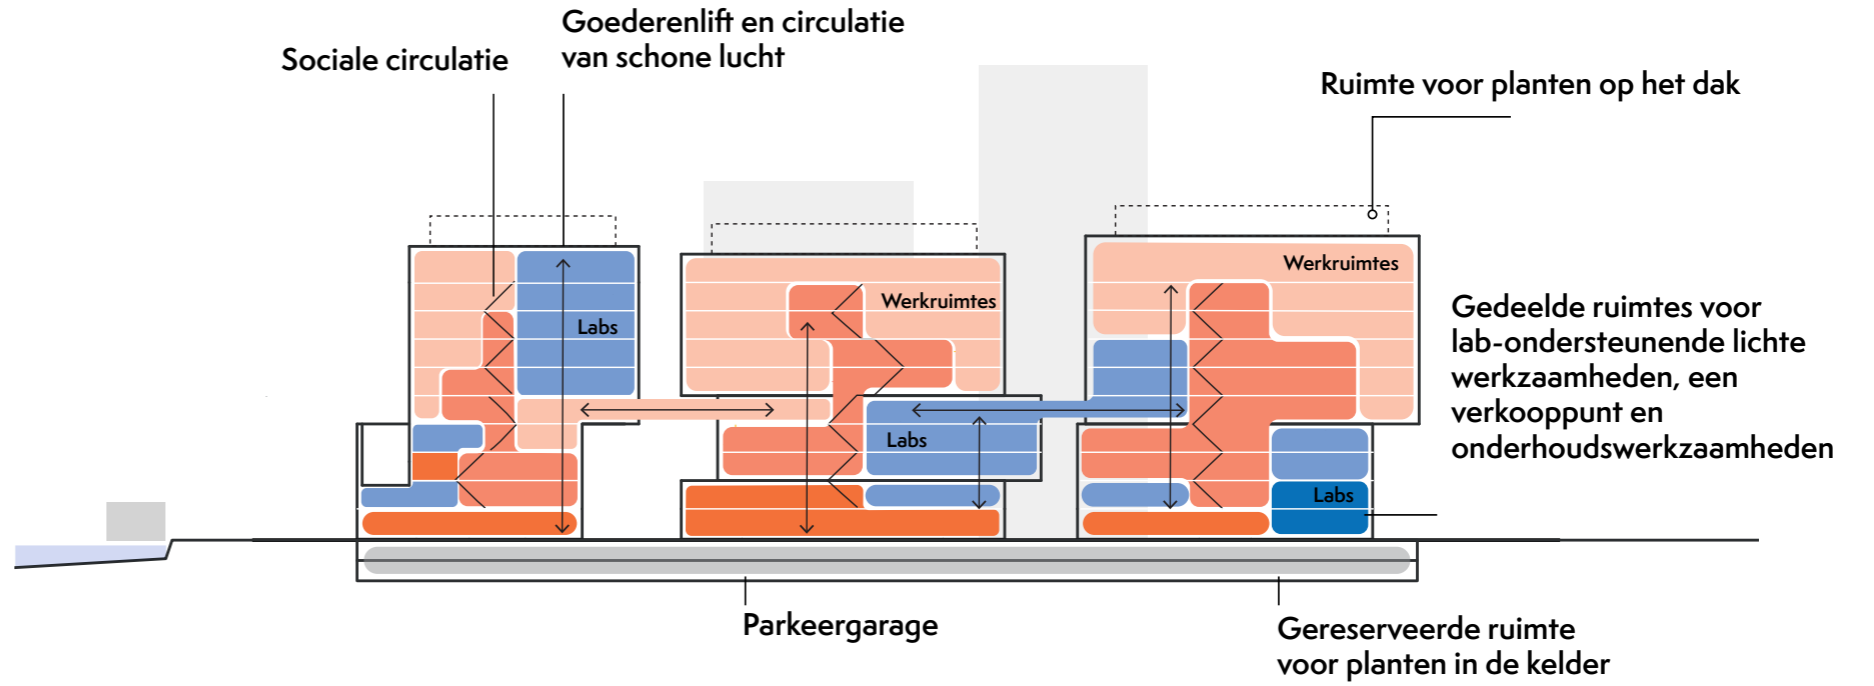 Goederenlift en circulatie
van schone lucht
Sociale circulatie
Ruimte voor planten op het dak
Werkruimtes
Werkruimtes
Labs
Gedeelde ruimtes voor
lab-ondersteunende lichte
werkzaamheden, een
verkooppunt en
onderhoudswerkzaamheden
Labs
Labs
Parkeergarage
Gereserveerde ruimte
voor planten in de kelder